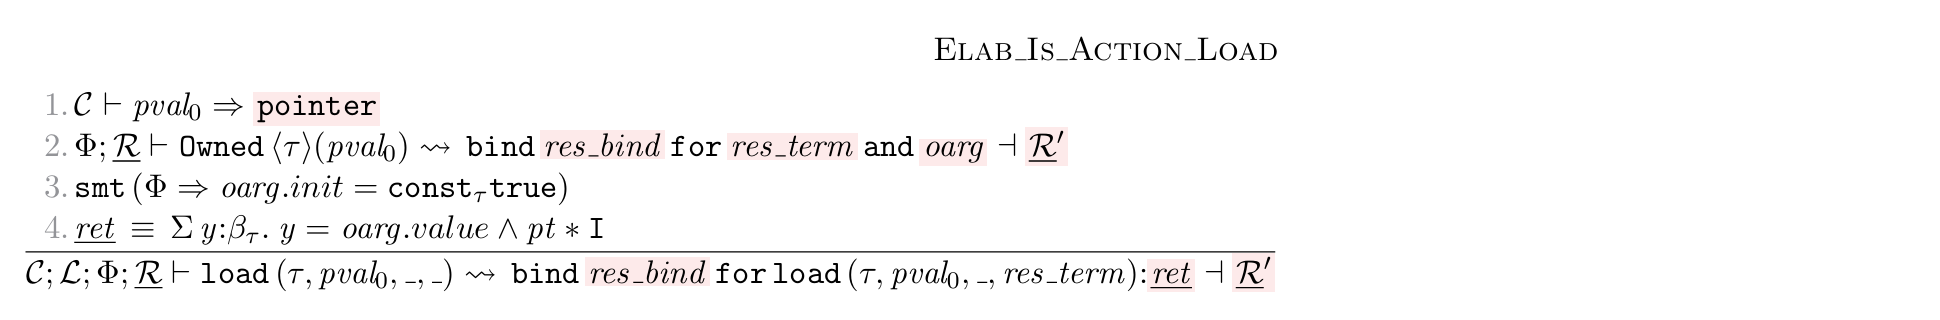 ELAB_IS_ACTION_LOAD
1. 𝒞 ⊢ pval₀ ⇒ pointer
2. Φ; ℛ ⊢ Owned ⟨τ⟩(pval₀) ⇝ bind res_bind for res_term and oarg ⊣ ℛ′
3. smt (Φ ⇒ oarg.init = const_τ true)
4. ret ≡ Σ y:β_τ. y = oarg.value ∧ pt ∗ I
𝒞; ℒ; Φ; ℛ ⊢ load (τ, pval₀, _, _) ⇝ bind res_bind for load (τ, pval₀, _, res_term): ret ⊣ ℛ′